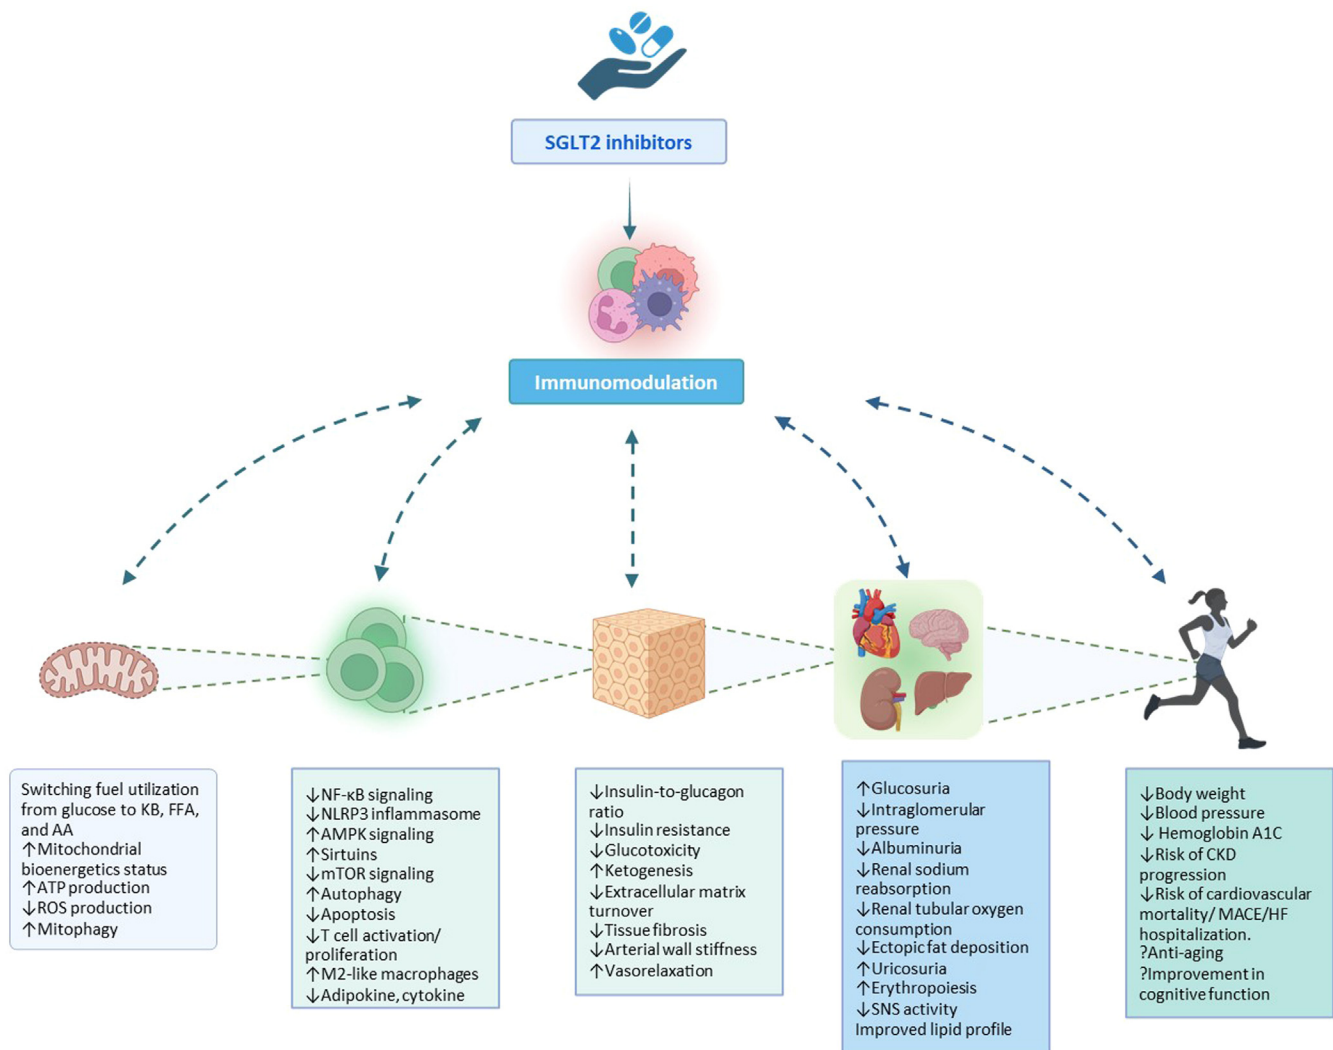 SGLT2 inhibitors
Immunomodulation
Switching fuel utilization
from glucose to KB, FFA,
and AA
↑Mitochondrial
bioenergetics status
↑ATP production
↓ROS production
↑Mitophagy
↓NF-κB signaling
↓NLRP3 inflammasome
↑AMPK signaling
↑Sirtuins
↓mTOR signaling
↑Autophagy
↓Apoptosis
↓T cell activation/
proliferation
↑M2-like macrophages
↓Adipokine, cytokine
↓Insulin-to-glucagon
ratio
↓Insulin resistance
↓Glucotoxicity
↑Ketogenesis
↓Extracellular matrix
turnover
↓Tissue fibrosis
↓Arterial wall stiffness
↑Vasorelaxation
↑Glucosuria
↓Intraglomerular
pressure
↓Albuminuria
↓Renal sodium
reabsorption
↓Renal tubular oxygen
consumption
↓Ectopic fat deposition
↑Uricosuria
↑Erythropoiesis
↓SNS activity
Improved lipid profile
↓Body weight
↓Blood pressure
↓ Hemoglobin A1C
↓Risk of CKD
progression
↓Risk of cardiovascular
mortality/ MACE/HF
hospitalization.
?Anti-aging
?Improvement in
cognitive function